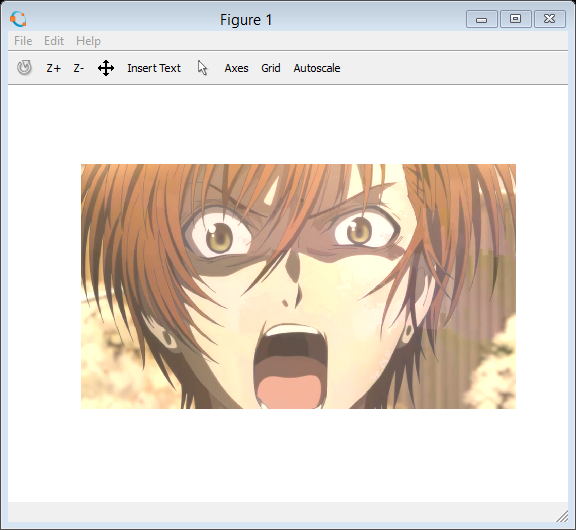 Figure 1
File Edit Help
Z+ Z- Insert Text Axes Grid Autoscale